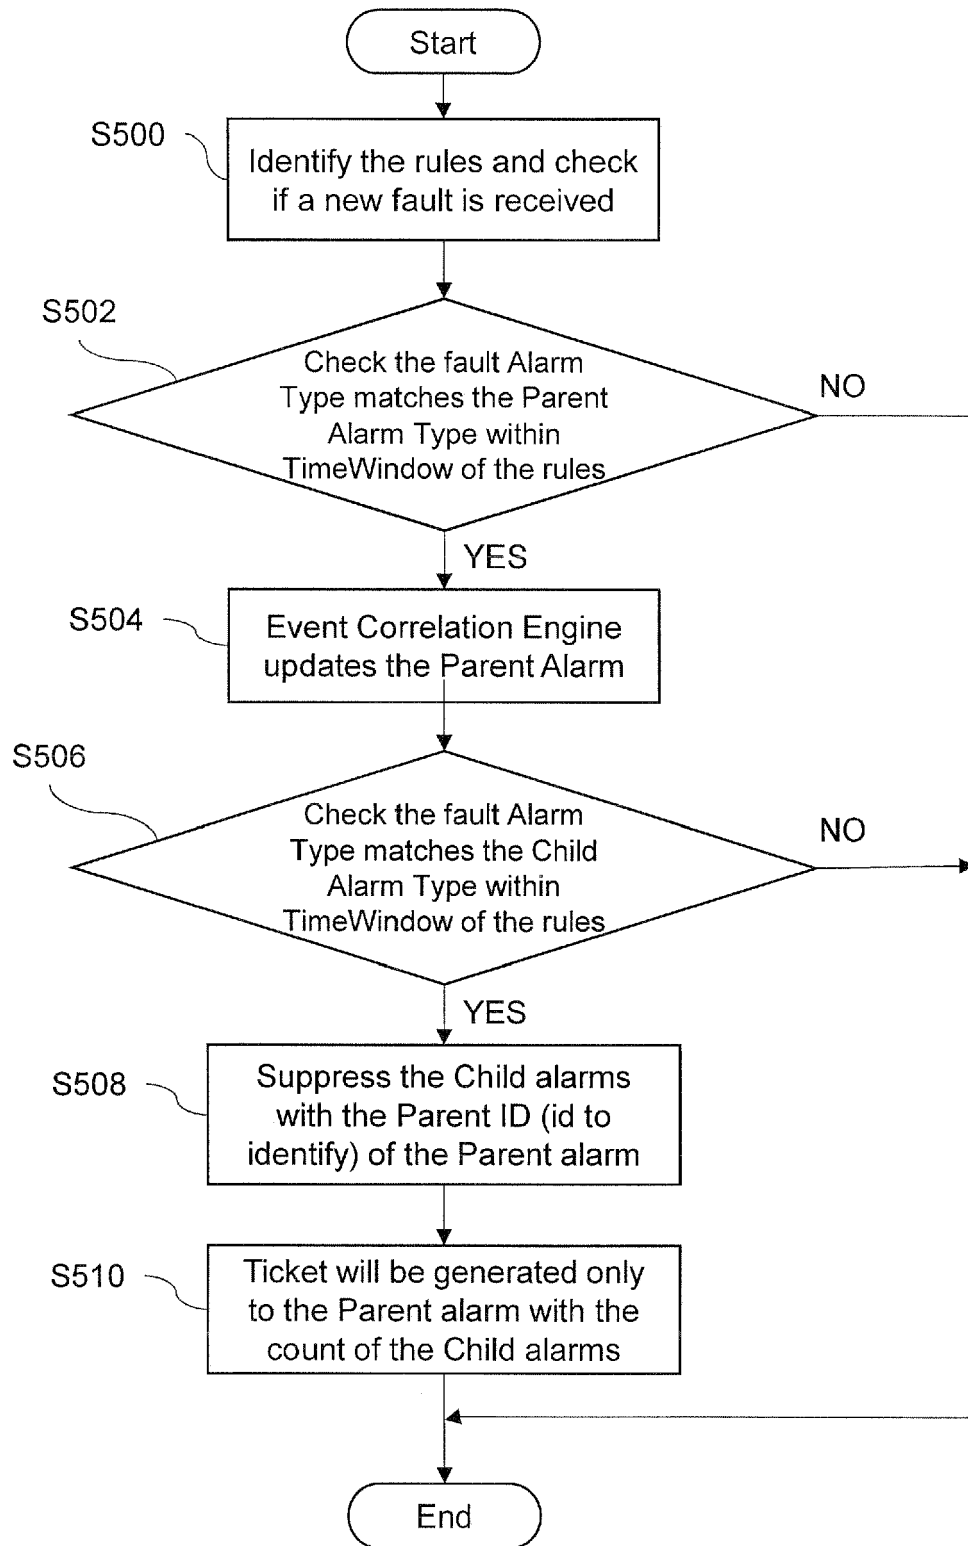 Start
S500
Identify the rules and check
if a new fault is received
S502
Check the fault Alarm
Type matches the Parent
Alarm Type within
TimeWindow of the rules
NO
YES
S504
Event Correlation Engine
updates the Parent Alarm
S506
Check the fault Alarm
Type matches the Child
Alarm Type within
TimeWindow of the rules
NO
YES
S508
Suppress the Child alarms
with the Parent ID (id to
identify) of the Parent alarm
S510
Ticket will be generated only
to the Parent alarm with the
count of the Child alarms
End